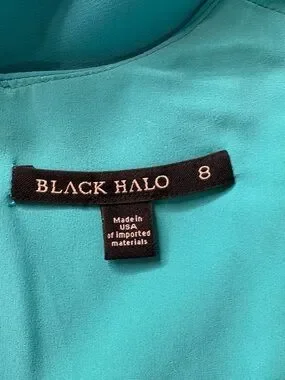 BLACK HALO 8
Made in
USA
of imported
materials